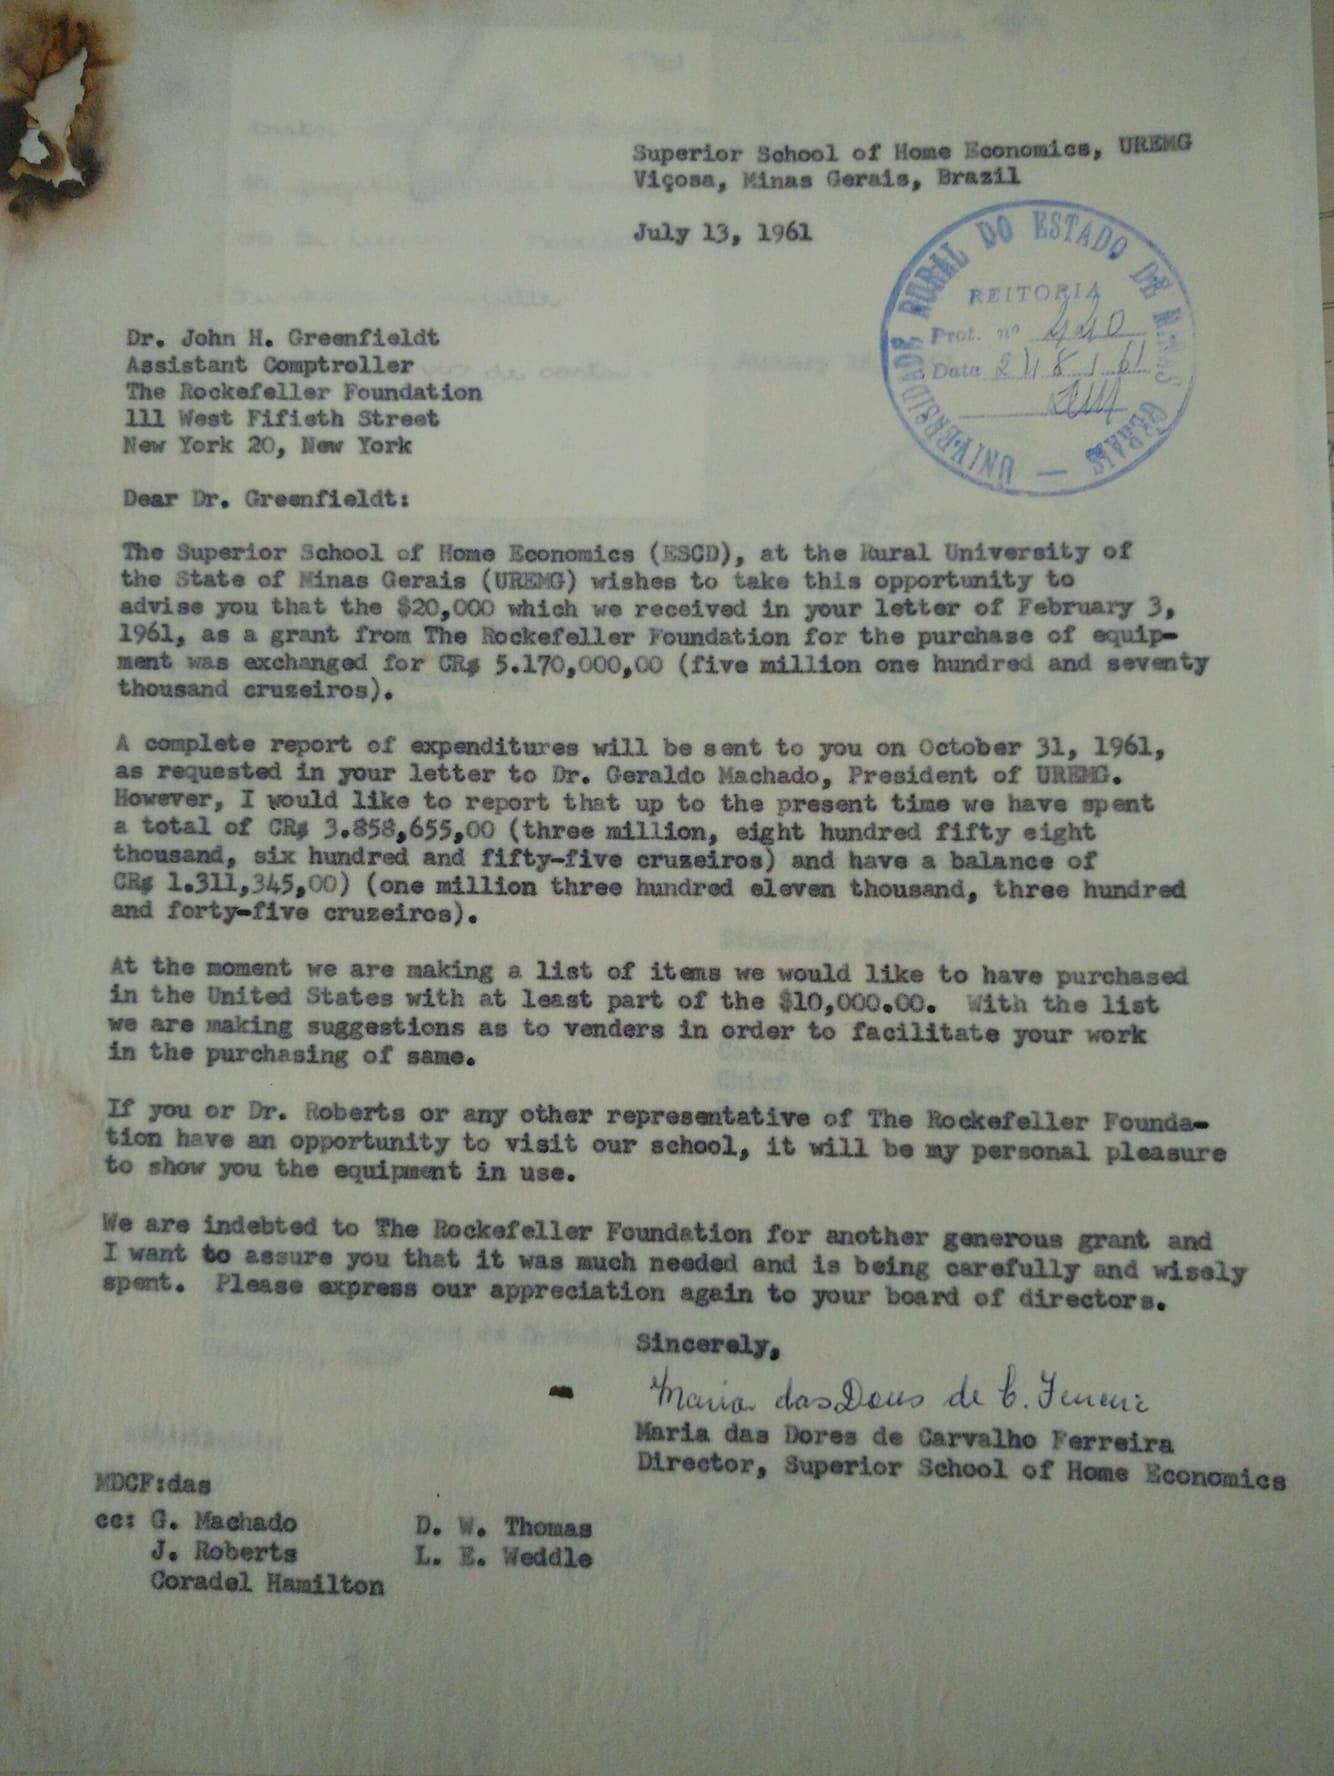 Superior School of Home Economics, UREMG
Viçosa, Minas Gerais, Brazil
July 13, 1961
UNIVERSIDADE RURAL DO ESTADO DE MINAS GERAIS —
REITORIA
Prot. nº
Data 61
Dr. John H. Greenfieldt
Assistant Comptroller
The Rockefeller Foundation
111 West Fifieth Street
New York 20, New York
Dear Dr. Greenfieldt:
The Superior School of Home Economics (ESCD), at the Rural University of
the State of Minas Gerais (UREMG) wishes to take this opportunity to
advise you that the $20,000 which we received in your letter of February 3,
1961, as a grant from The Rockefeller Foundation for the purchase of equip-
ment was exchanged for CR$ 5.170,000,00 (five million one hundred and seventy
thousand cruzeiros).
A complete report of expenditures will be sent to you on October 31, 1961,
as requested in your letter to Dr. Geraldo Machado, President of UREMG.
However, I would like to report that up to the present time we have spent
a total of CR$ 3.858,655,00 (three million, eight hundred fifty eight
thousand, six hundred and fifty-five cruzeiros) and have a balance of
CR$ 1.311,345,00) (one million three hundred eleven thousand, three hundred
and forty-five cruzeiros).
At the moment we are making a list of items we would like to have purchased
in the United States with at least part of the $10,000.00. With the list
we are making suggestions as to venders in order to facilitate your work
in the purchasing of same.
If you or Dr. Roberts or any other representative of The Rockefeller Founda-
tion have an opportunity to visit our school, it will be my personal pleasure
to show you the equipment in use.
We are indebted to The Rockefeller Foundation for another generous grant and
I want to assure you that it was much needed and is being carefully and wisely
spent. Please express our appreciation again to your board of directors.
Sincerely,
Maria das Dores de C. Ferreira
Maria das Dores de Carvalho Ferreira
Director, Superior School of Home Economics
MDCF:das
cc: G. Machado D. W. Thomas
J. Roberts L. E. Weddle
Coradel Hamilton